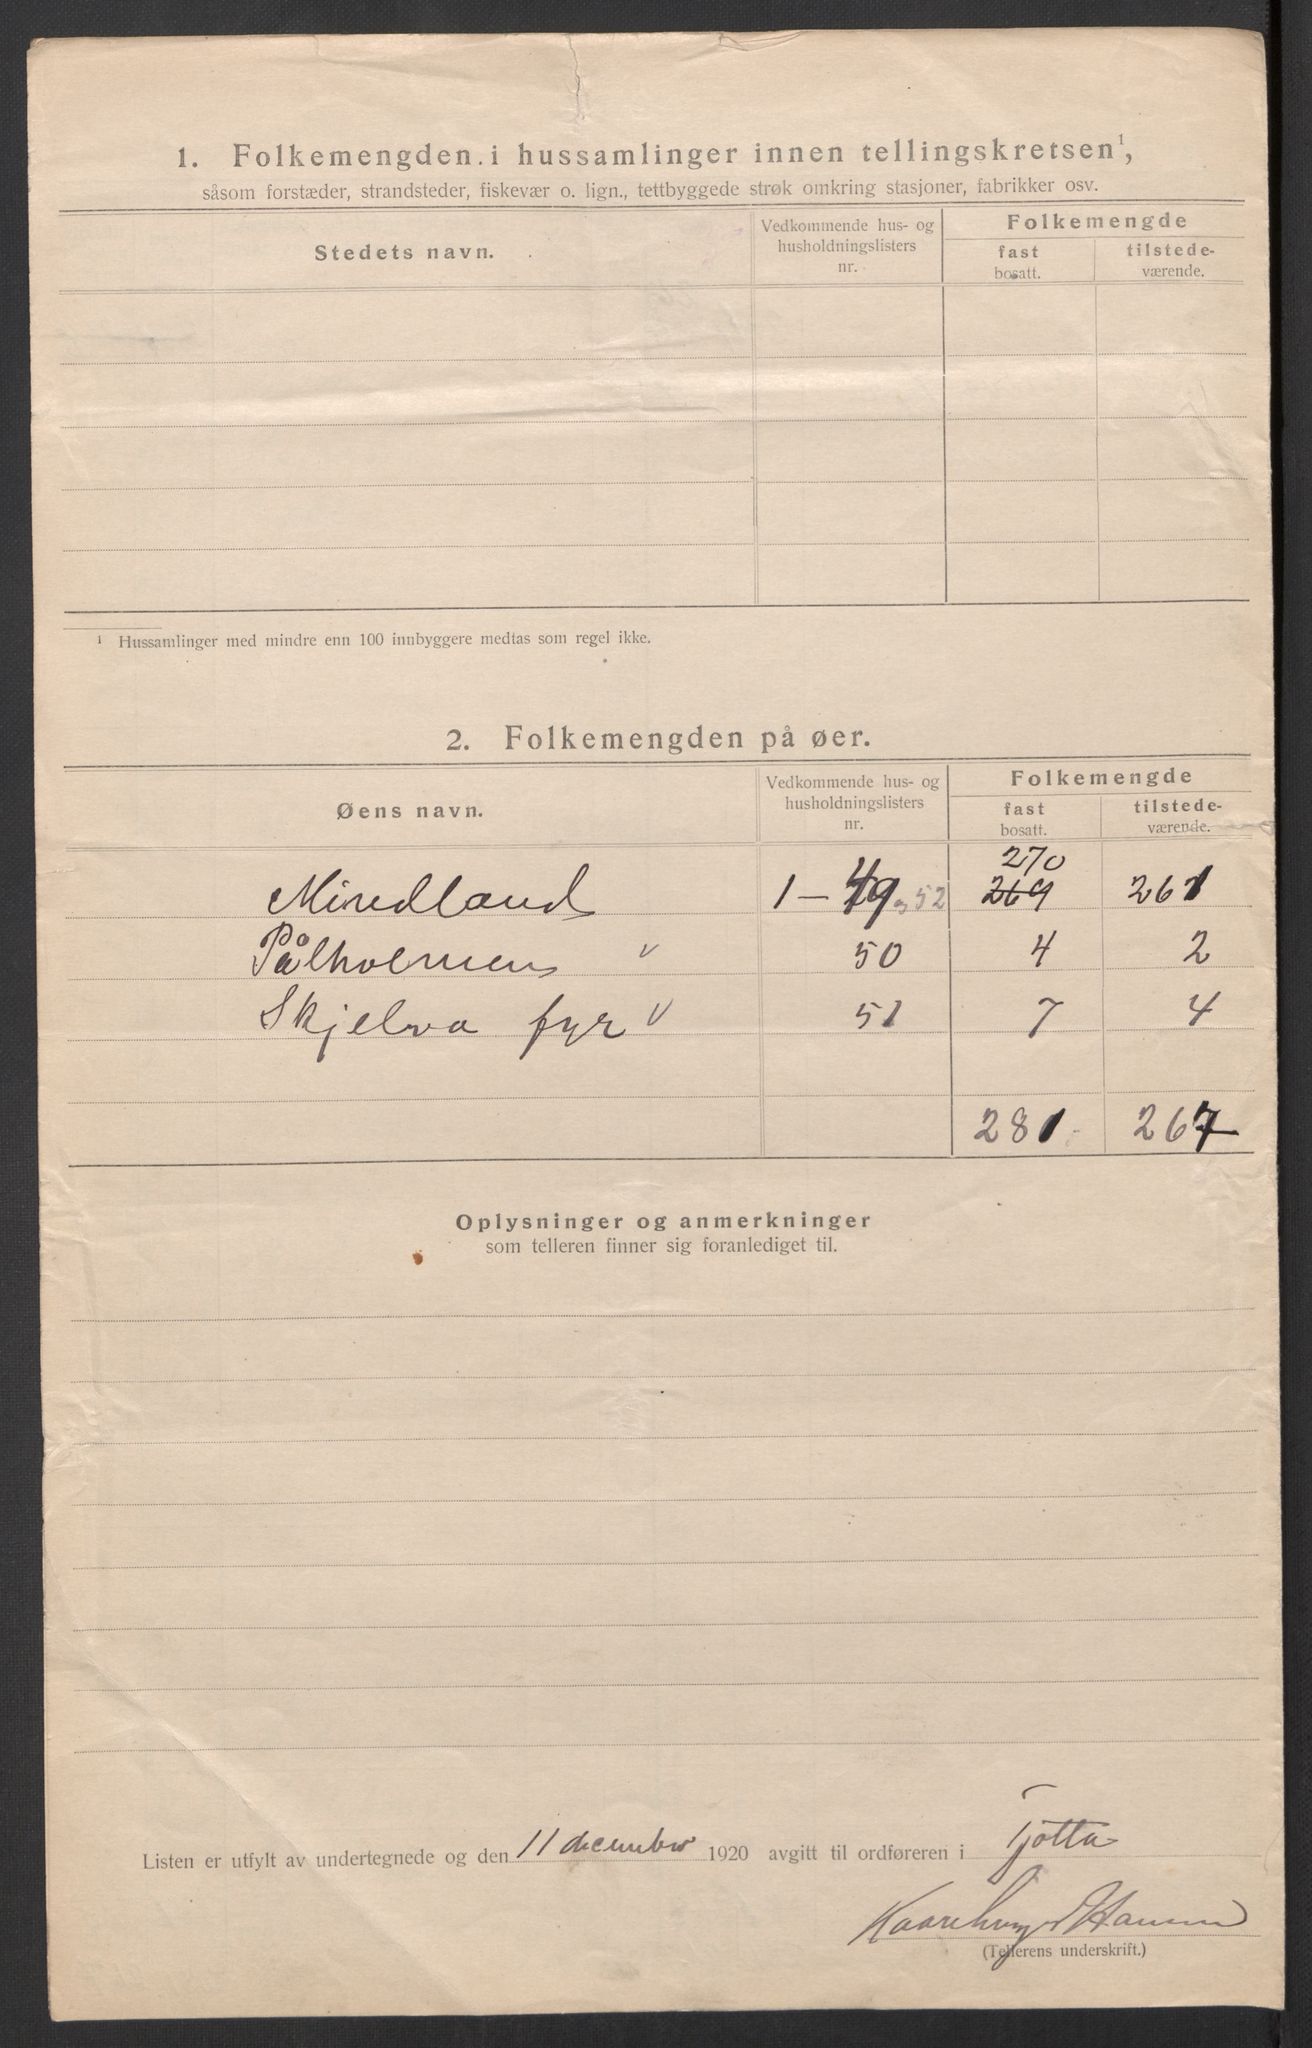 1. Folkemengden i hussamlinger innen tellingskretsen¹,
såsom forstæder, strandsteder, fiskevær o. lign., tettbyggede strøk omkring stasjoner, fabrikker osv.
Stedets navn.
Vedkommende hus- og
husholdningslisters
nr.
Folkemengde
fast
bosatt.
tilstede-
værende.
¹ Hussamlinger med mindre enn 100 innbyggere medtas som regel ikke.
2. Folkemengden på øer.
Øens navn.
Vedkommende hus- og
husholdningslisters
nr.
Folkemengde
fast
bosatt.
tilstede-
værende.
270
Mindland 1 – 49, 52 269 261
Pålholmen v 50 4 2
Skjelva fyr v 51 7 4
281 267
Oplysninger og anmerkninger
som telleren finner sig foranlediget til.
Listen er utfylt av undertegnede og den 11 december 1920 avgitt til ordføreren i Tjøtta
Hansen
(Tellerens underskrift.)